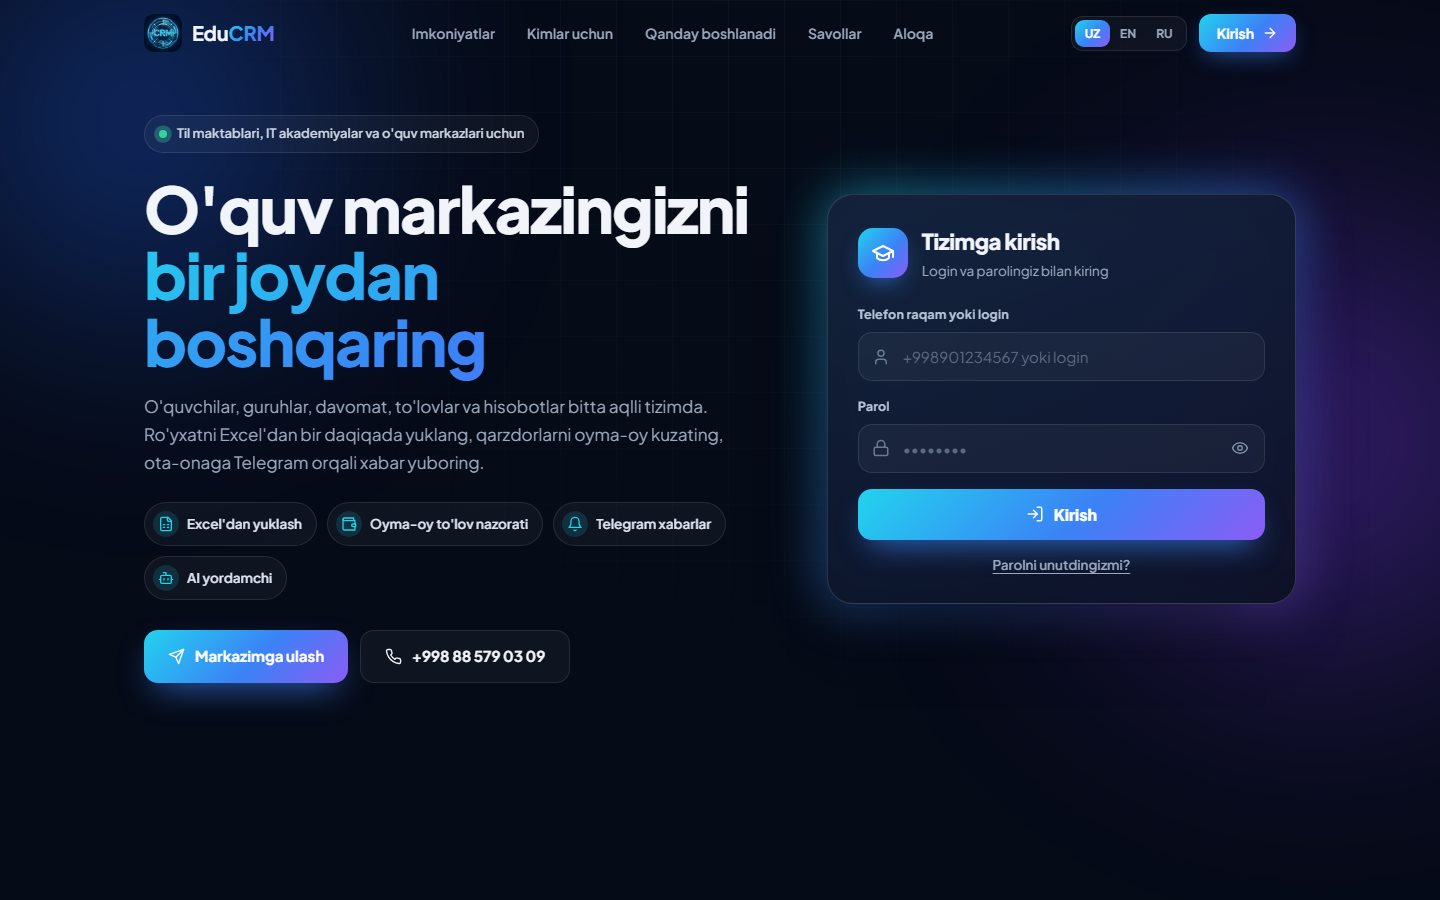 CRM
EduCRM
Imkoniyatlar
Kimlar uchun
Qanday boshlanadi
Savollar
Aloqa
UZ
EN
RU
Kirish
Til maktablari, IT akademiyalar va o'quv markazlari uchun
O'quv markazingizni
bir joydan
boshqaring
O'quvchilar, guruhlar, davomat, to'lovlar va hisobotlar bitta aqlli tizimda.
Ro'yxatni Excel'dan bir daqiqada yuklang, qarzdorlarni oyma-oy kuzating,
ota-onaga Telegram orqali xabar yuboring.
Excel'dan yuklash
Oyma-oy to'lov nazorati
Telegram xabarlar
AI yordamchi
Markazimga ulash
+998 88 579 03 09
Tizimga kirish
Login va parolingiz bilan kiring
Telefon raqam yoki login
+998901234567 yoki login
Parol
••••••••
Kirish
Parolni unutdingizmi?